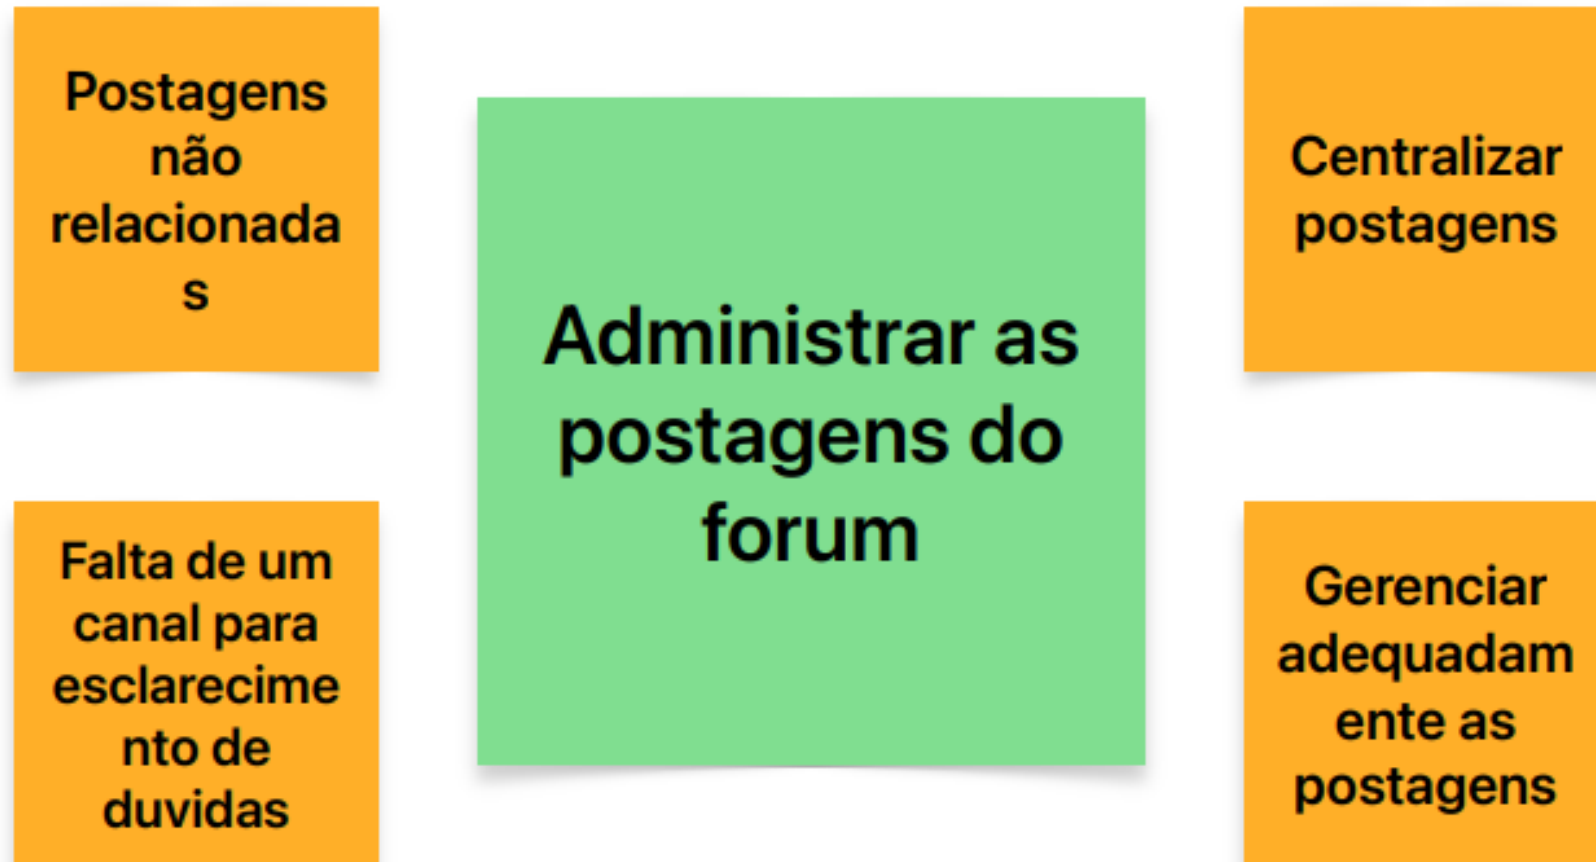 Postagens
não
relacionada
s
Falta de um
canal para
esclarecime
nto de
duvidas
Administrar as
postagens do
forum
Centralizar
postagens
Gerenciar
adequadam
ente as
postagens